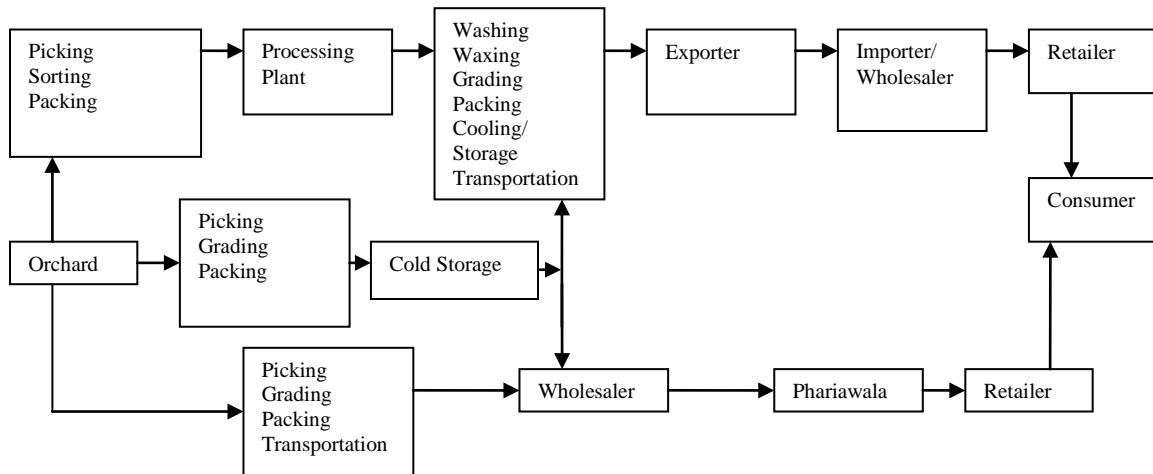 Picking
Sorting
Packing
Processing
Plant
Washing
Waxing
Grading
Packing
Cooling/
Storage
Transportation
Exporter
Importer/
Wholesaler
Retailer
Consumer
Orchard
Picking
Grading
Packing
Cold Storage
Picking
Grading
Packing
Transportation
Wholesaler
Phariawala
Retailer